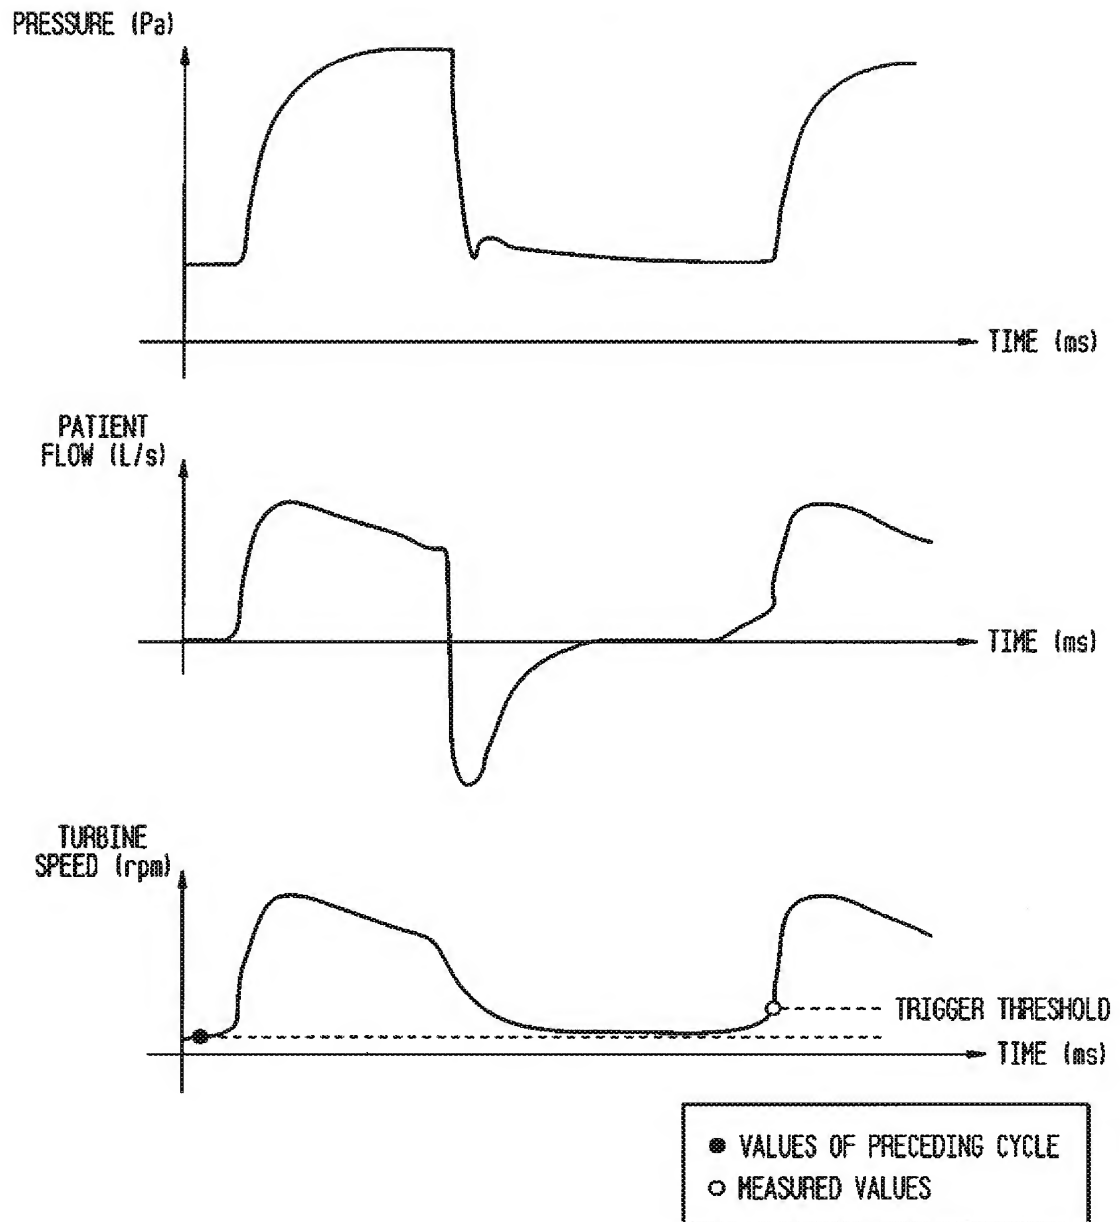 PRESSURE (Pa)
TIME (ms)
PATIENT
FLOW (L/s)
TIME (ms)
TURBINE
SPEED (rpm)
TRIGGER THRESHOLD
TIME (ms)
VALUES OF PRECEDING CYCLE
MEASURED VALUES